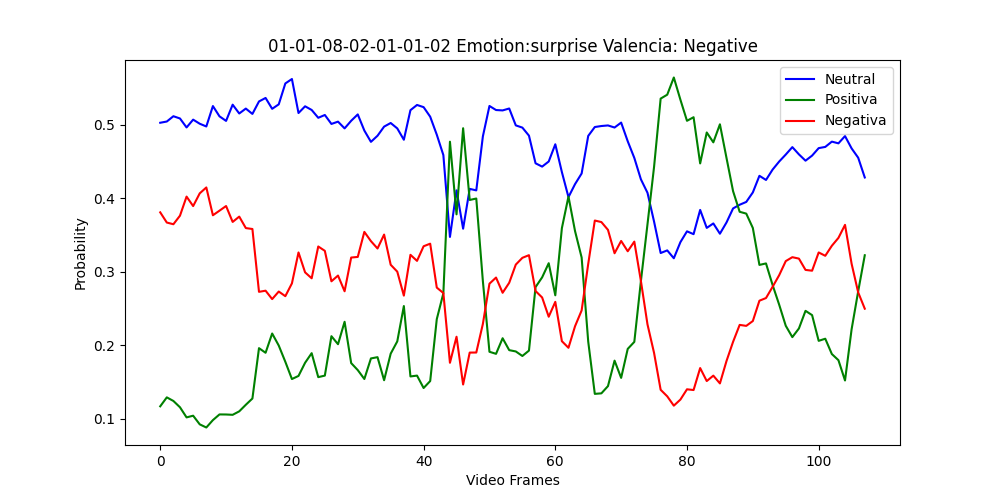 01-01-08-02-01-01-02 Emotion:surprise Valencia: Negative
Neutral
Positiva
Negativa
Probability
0.5
0.4
0.3
0.2
0.1
0 20 40 60 80 100
Video Frames